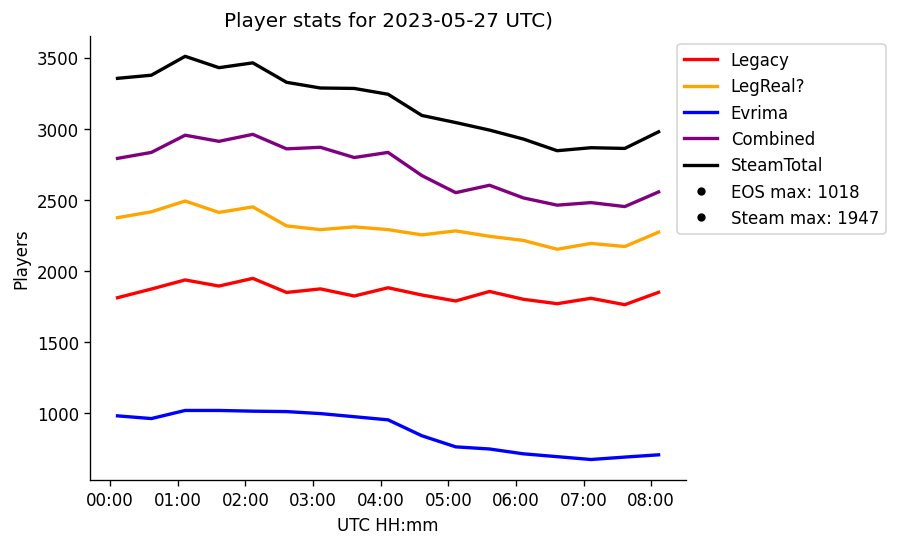 Player stats for 2023-05-27 UTC)
3500
3000
2500
2000
1500
1000
Players
00:00 01:00 02:00 03:00 04:00 05:00 06:00 07:00 08:00
UTC HH:mm
Legacy
LegReal?
Evrima
Combined
SteamTotal
EOS max: 1018
Steam max: 1947